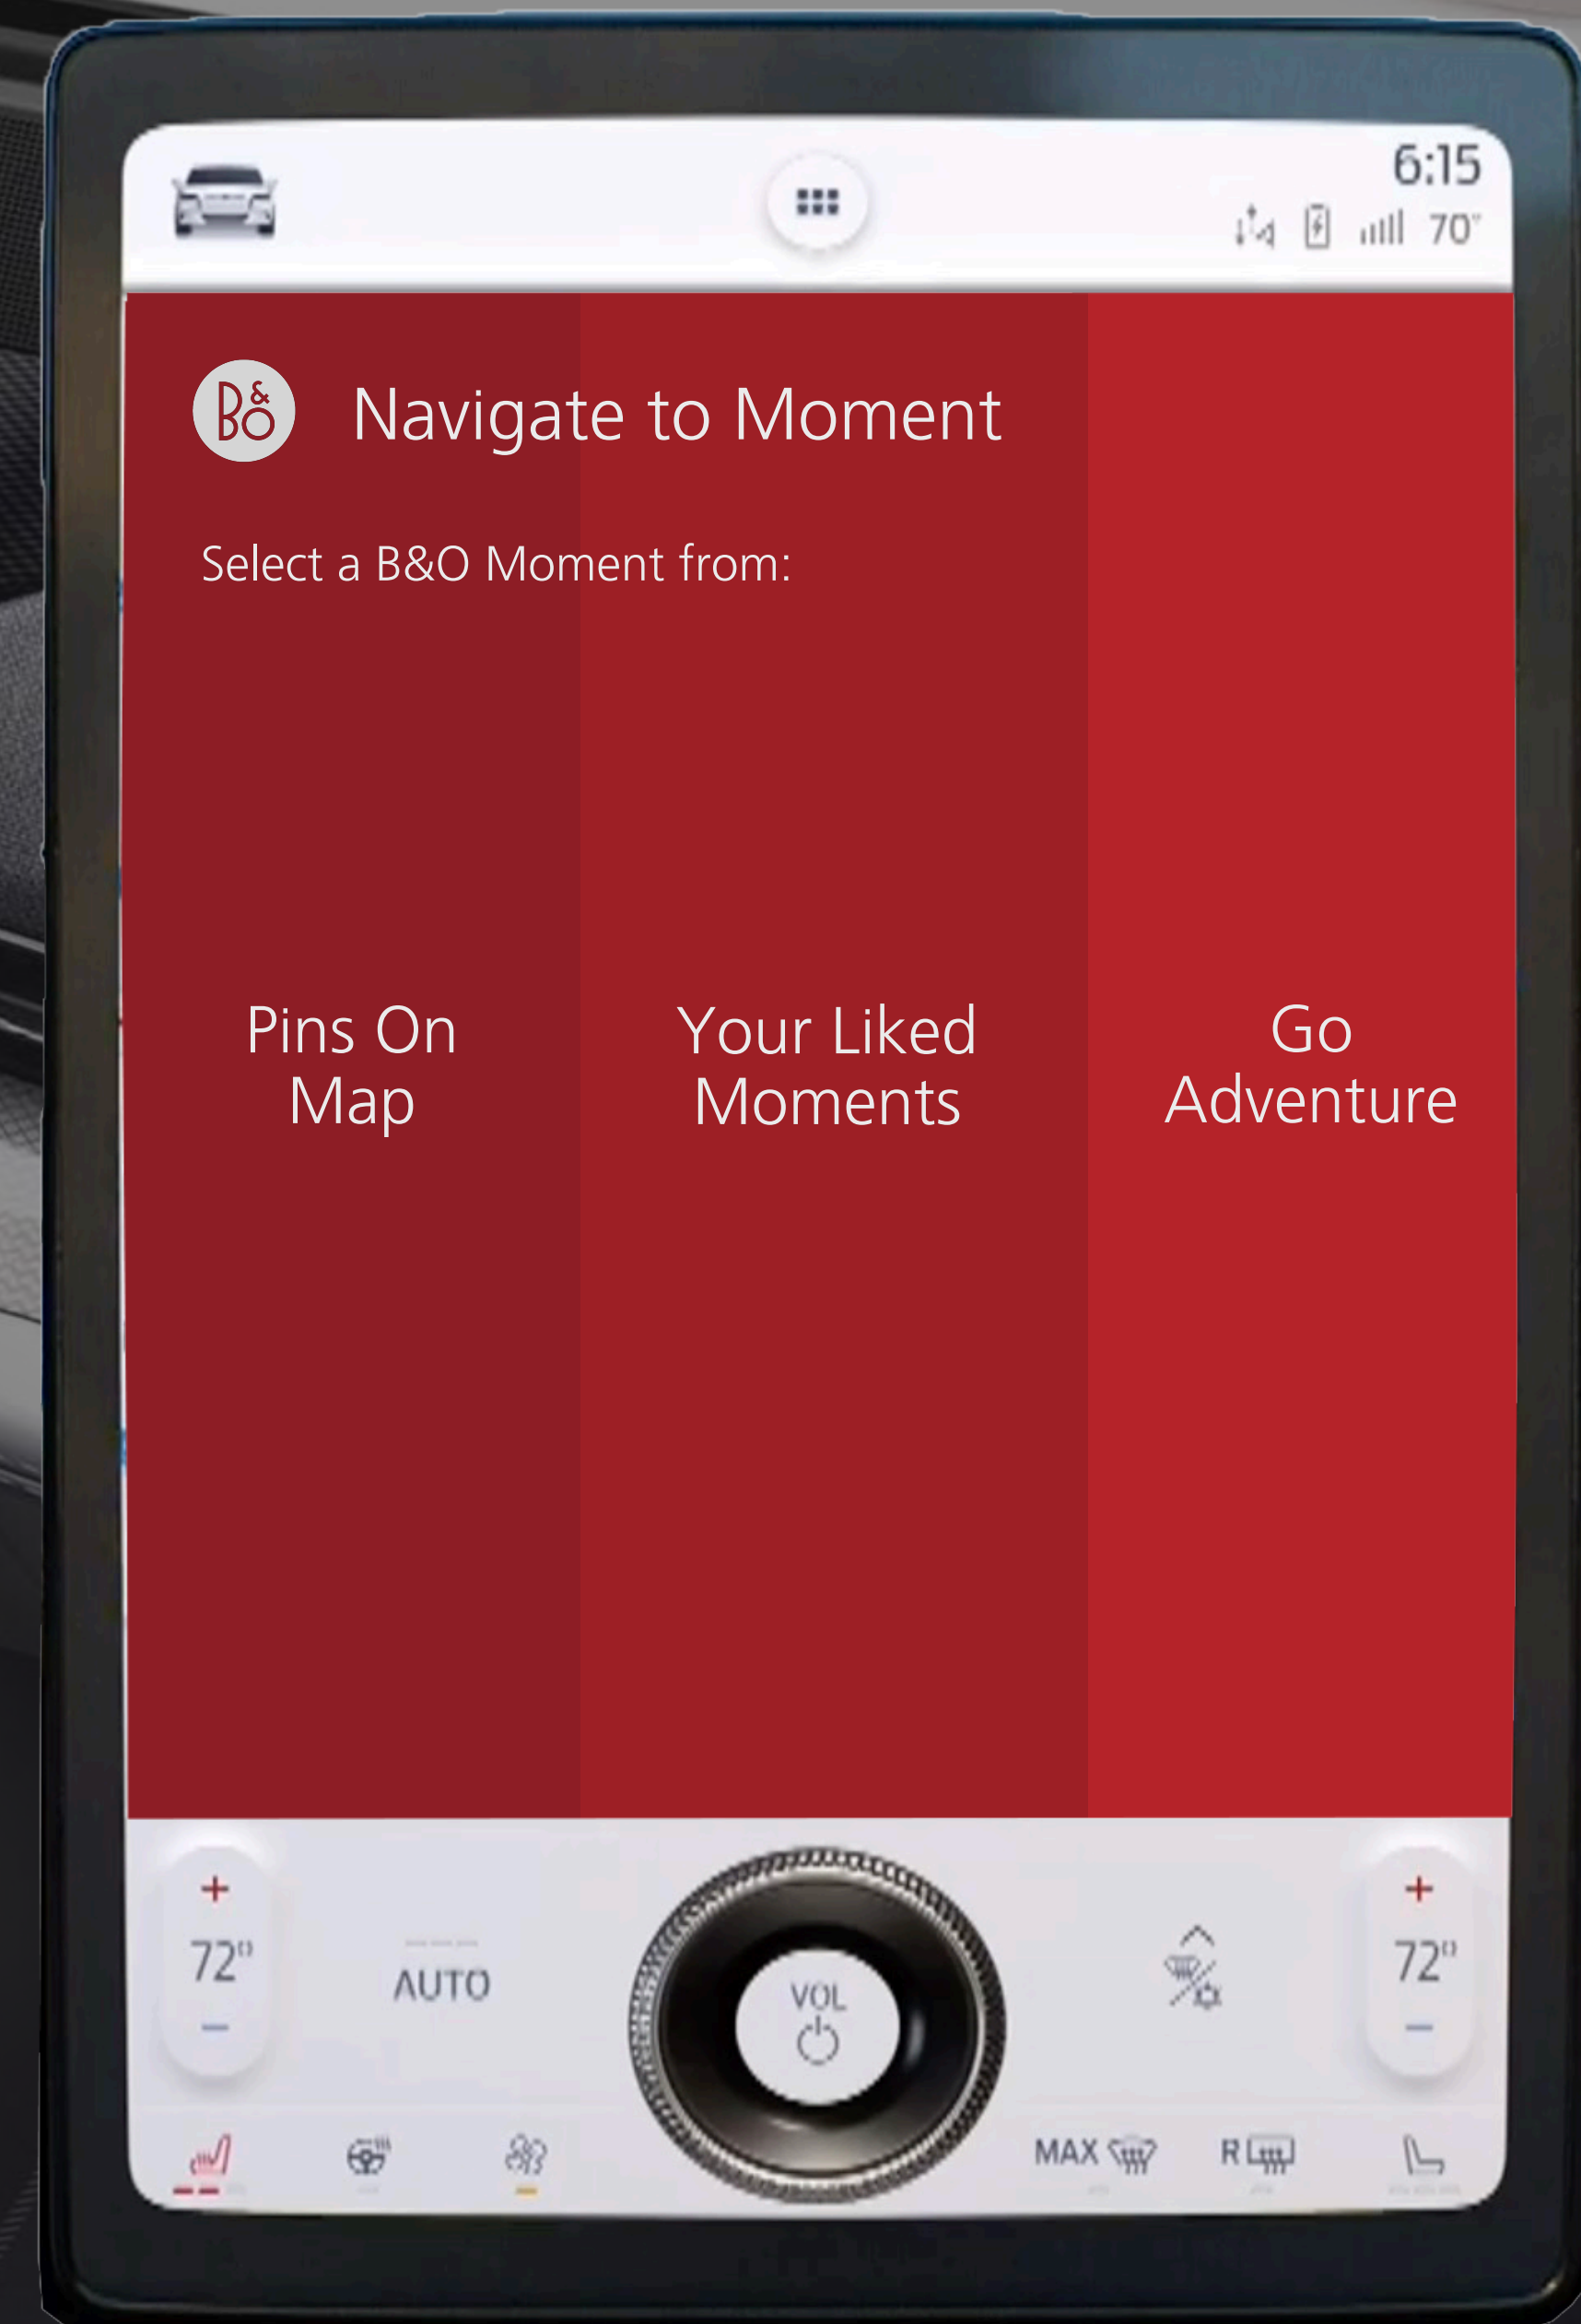 6:15
70°
B&O
Navigate to Moment
Select a B&O Moment from:
Pins On
Map
Your Liked
Moments
Go
Adventure
+
72°
−
AUTO
VOL
+
72°
−
MAX
R